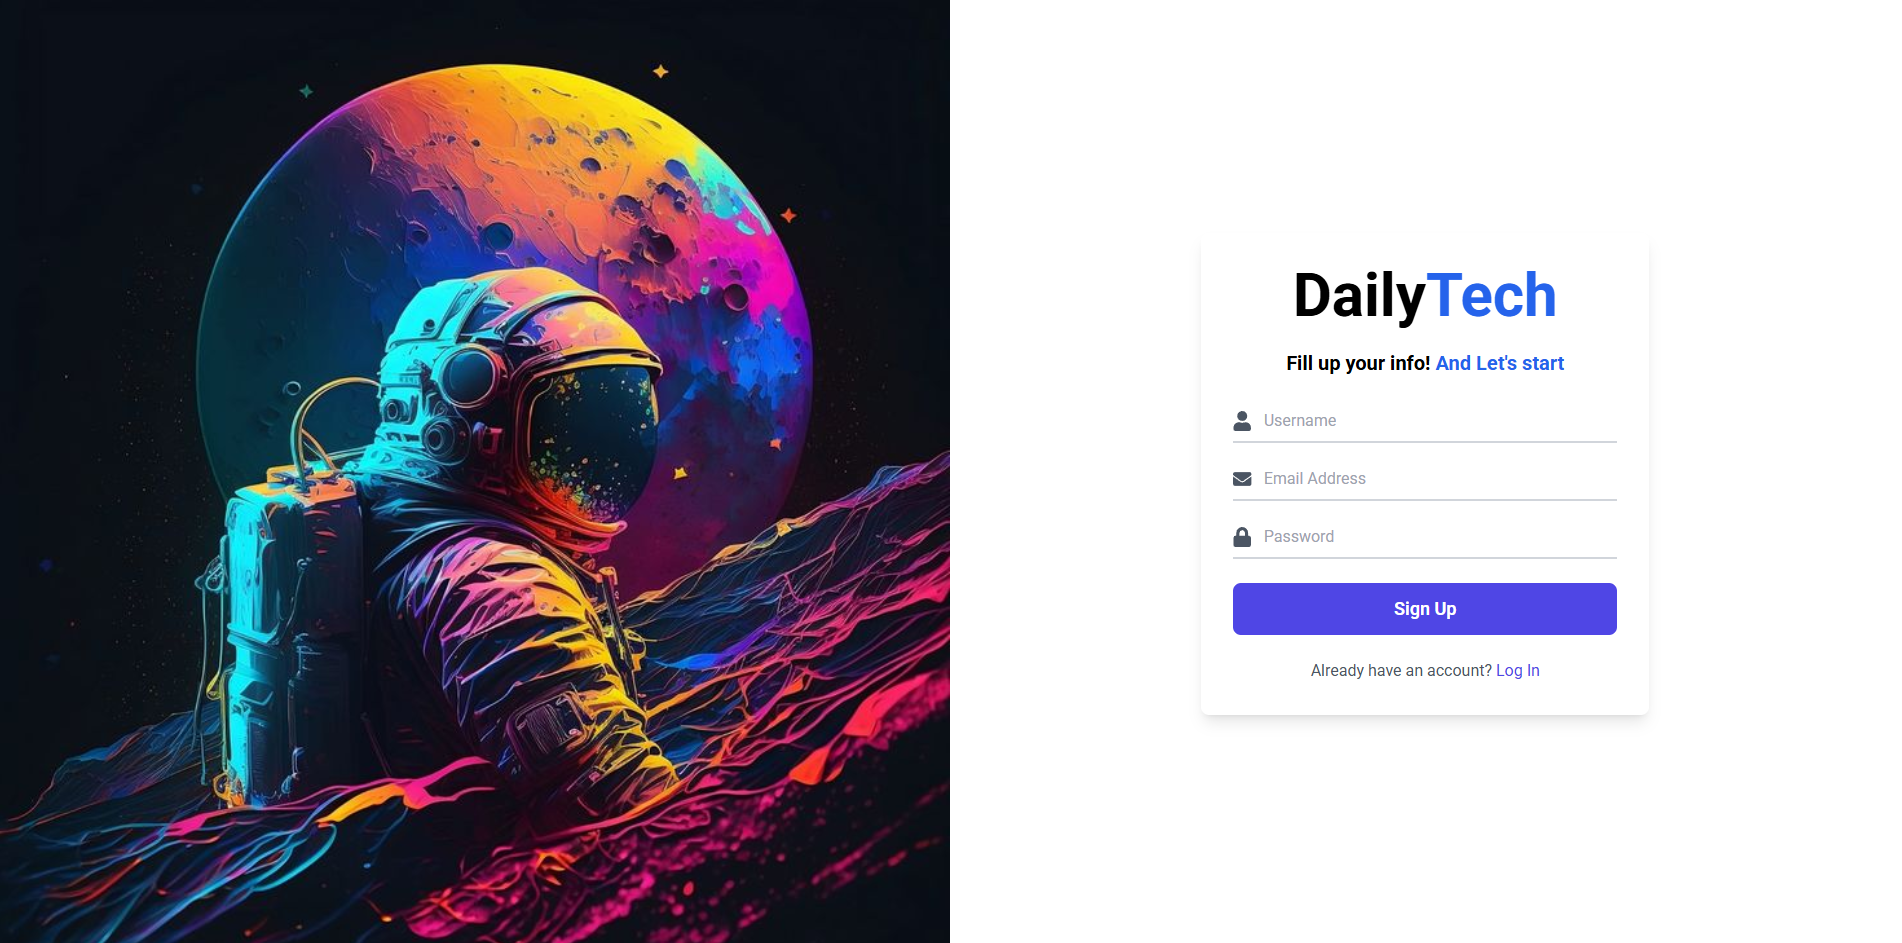 DailyTech
Fill up your info! And Let's start
Username
Email Address
Password
Sign Up
Already have an account? Log In